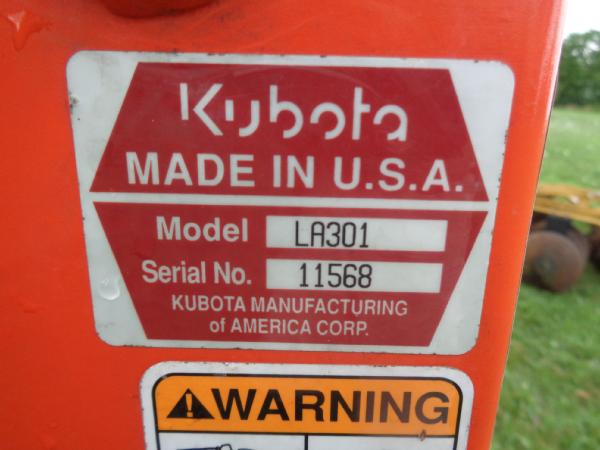 Kubota
MADE IN U.S.A.
Model LA301
Serial No. 11568
KUBOTA MANUFACTURING
of AMERICA CORP.
WARNING